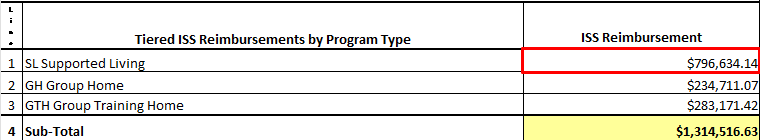 Line
Tiered ISS Reimbursements by Program Type ISS Reimbursement
1 SL Supported Living $796,634.14
2 GH Group Home $234,711.07
3 GTH Group Training Home $283,171.42
4 Sub-Total $1,314,516.63